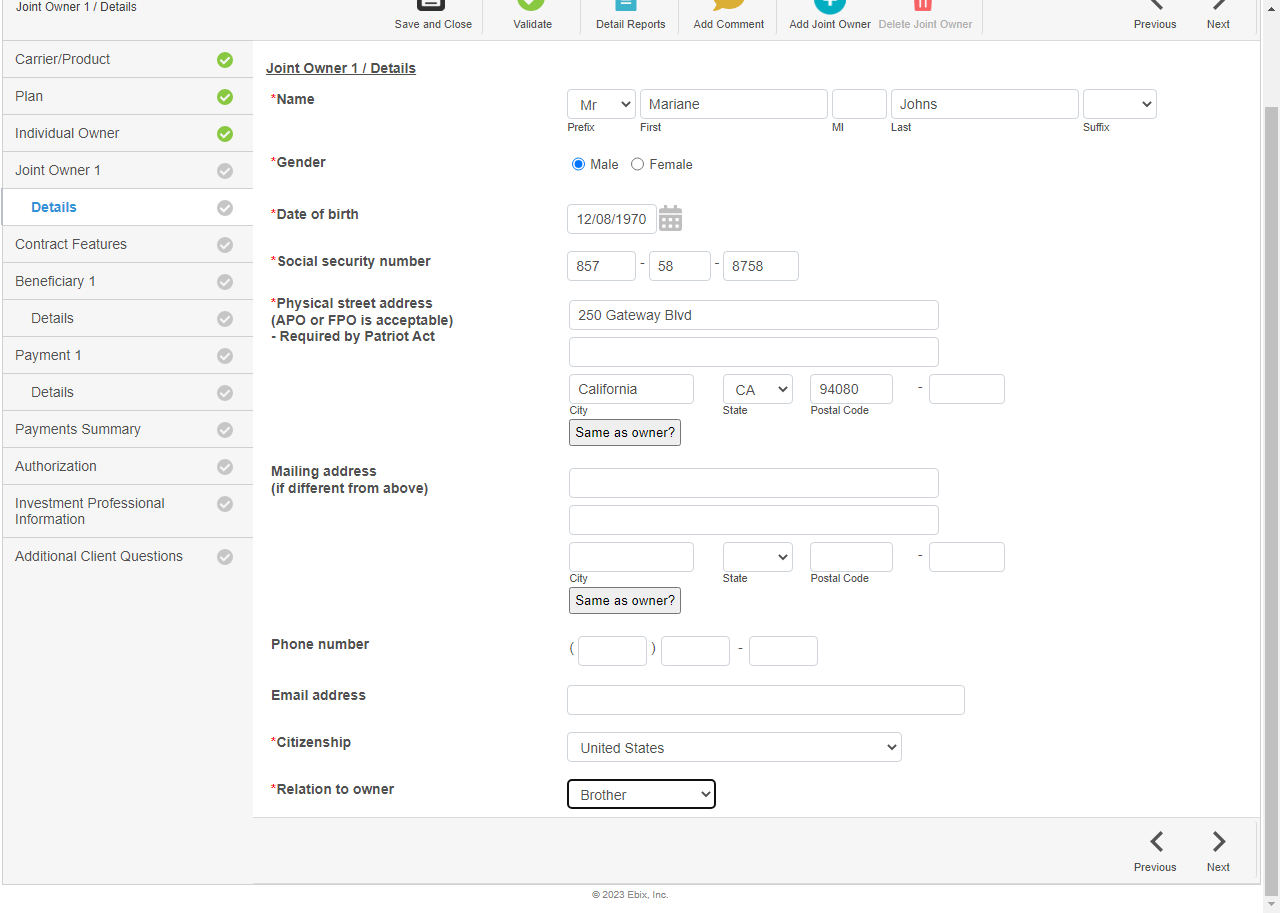 Joint Owner 1 / Details
Save and Close
Validate
Detail Reports
Add Comment
Add Joint Owner
Delete Joint Owner
Previous
Next
Carrier/Product
Plan
Individual Owner
Joint Owner 1
Details
Contract Features
Beneficiary 1
Details
Payment 1
Details
Payments Summary
Authorization
Investment Professional
Information
Additional Client Questions
Joint Owner 1 / Details
*Name
Mr Mariane Johns
Prefix First MI Last Suffix
*Gender
Male Female
*Date of birth
12/08/1970
*Social security number
857 - 58 - 8758
*Physical street address
(APO or FPO is acceptable)
- Required by Patriot Act
250 Gateway Blvd
California CA 94080 -
City State Postal Code
Same as owner?
Mailing address
(if different from above)
-
City State Postal Code
Same as owner?
Phone number
( ) -
Email address
*Citizenship
United States
*Relation to owner
Brother
Previous
Next
© 2023 Ebix, Inc.